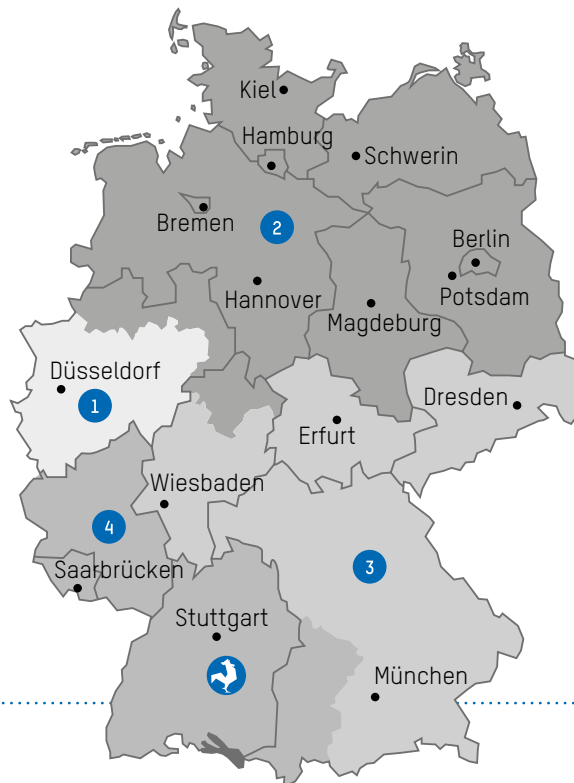 Kiel
Hamburg
Schwerin
Bremen
2
Berlin
Hannover
Potsdam
Magdeburg
Düsseldorf
1
Dresden
Erfurt
Wiesbaden
4
3
Saarbrücken
Stuttgart
München